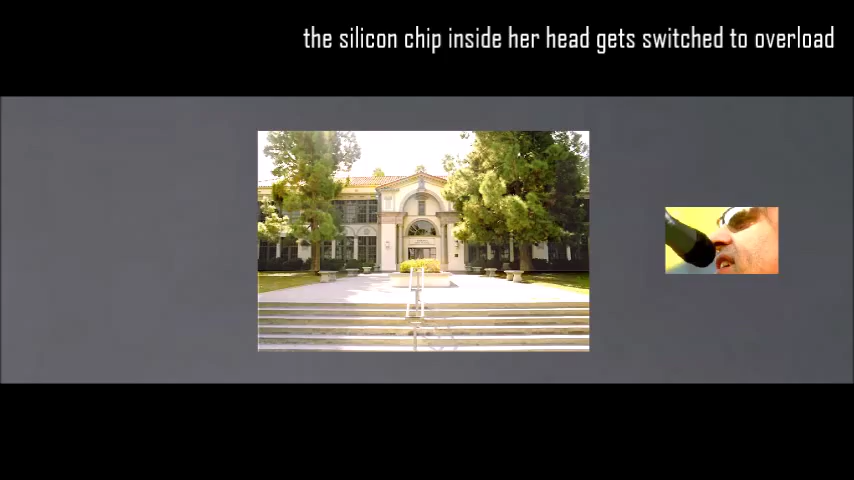 the silicon chip inside her head gets switched to overload